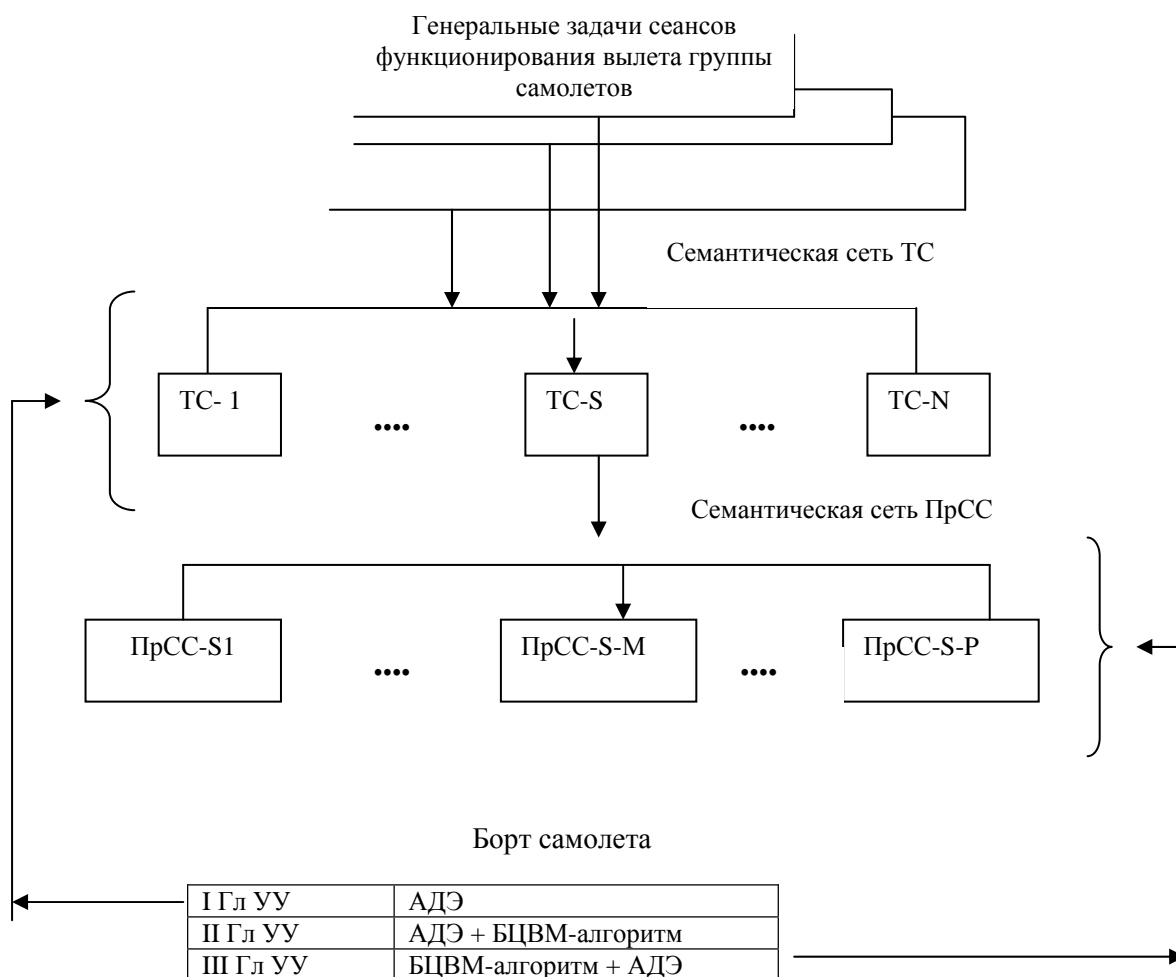 Генеральные задачи сеансов
функционирования вылета группы
самолетов
Семантическая сеть ТС
ТС- 1
....
ТС-S
....
ТС-N
Семантическая сеть ПрСС
ПрСС-S1
....
ПрСС-S-M
....
ПрСС-S-P
Борт самолета
I Гл УУ АДЭ
II Гл УУ АДЭ + БЦВМ-алгоритм
III Гл УУ БЦВМ-алгоритм + АДЭ